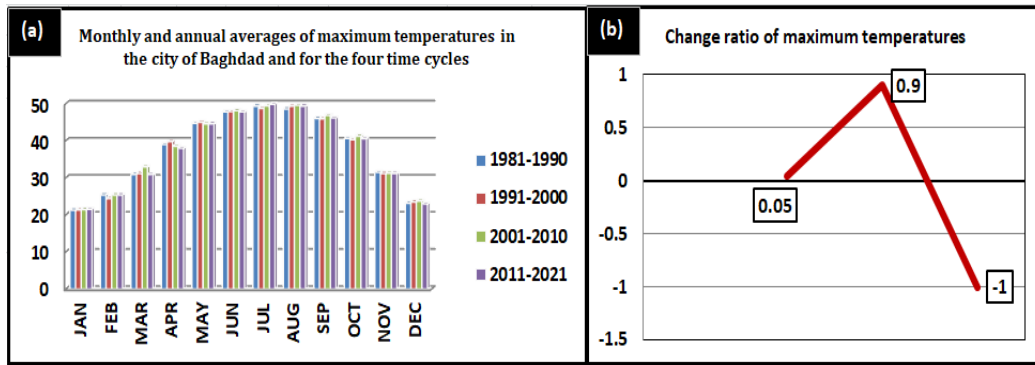 (a)
Monthly and annual averages of maximum temperatures in
the city of Baghdad and for the four time cycles
50
40
30
20
10
0
JAN
FEB
MAR
APR
MAY
JUN
JUL
AUG
SEP
OCT
NOV
DEC
1981-1990
1991-2000
2001-2010
2011-2021
(b)
Change ratio of maximum temperatures
1
0.5
0
-0.5
-1
-1.5
0.05
0.9
-1